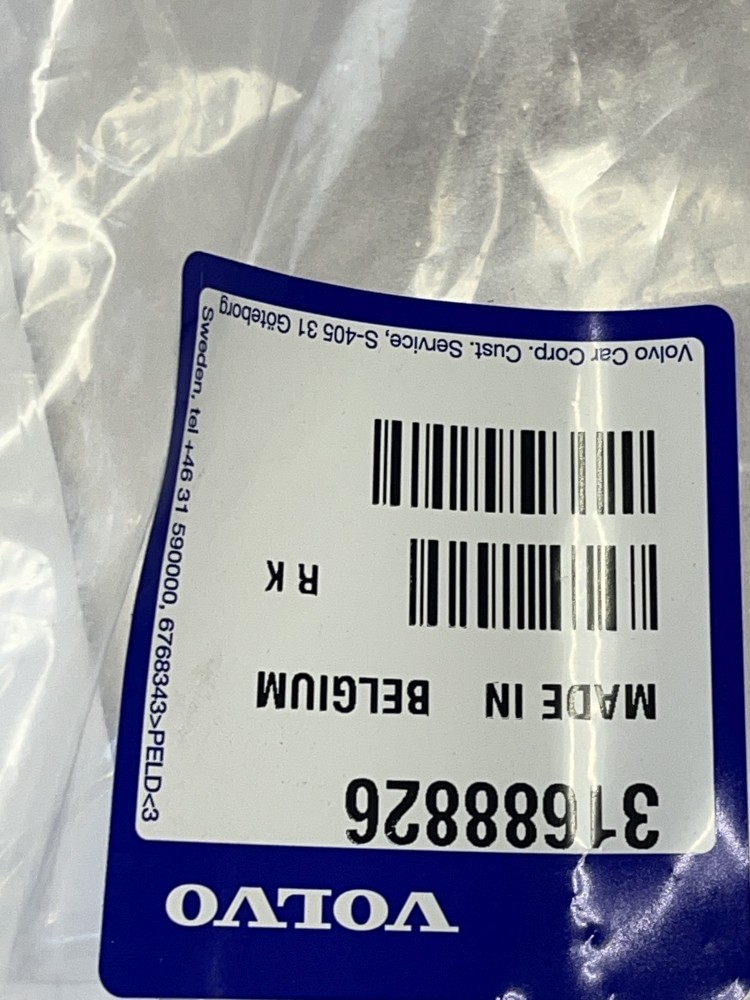 VOLVO
31688826
MADE IN BELGIUM
R K
Volvo Car Corp. Cust. Service, S-405 31 Göteborg
Sweden, tel +46 31 590000, 6768343>PELD<3